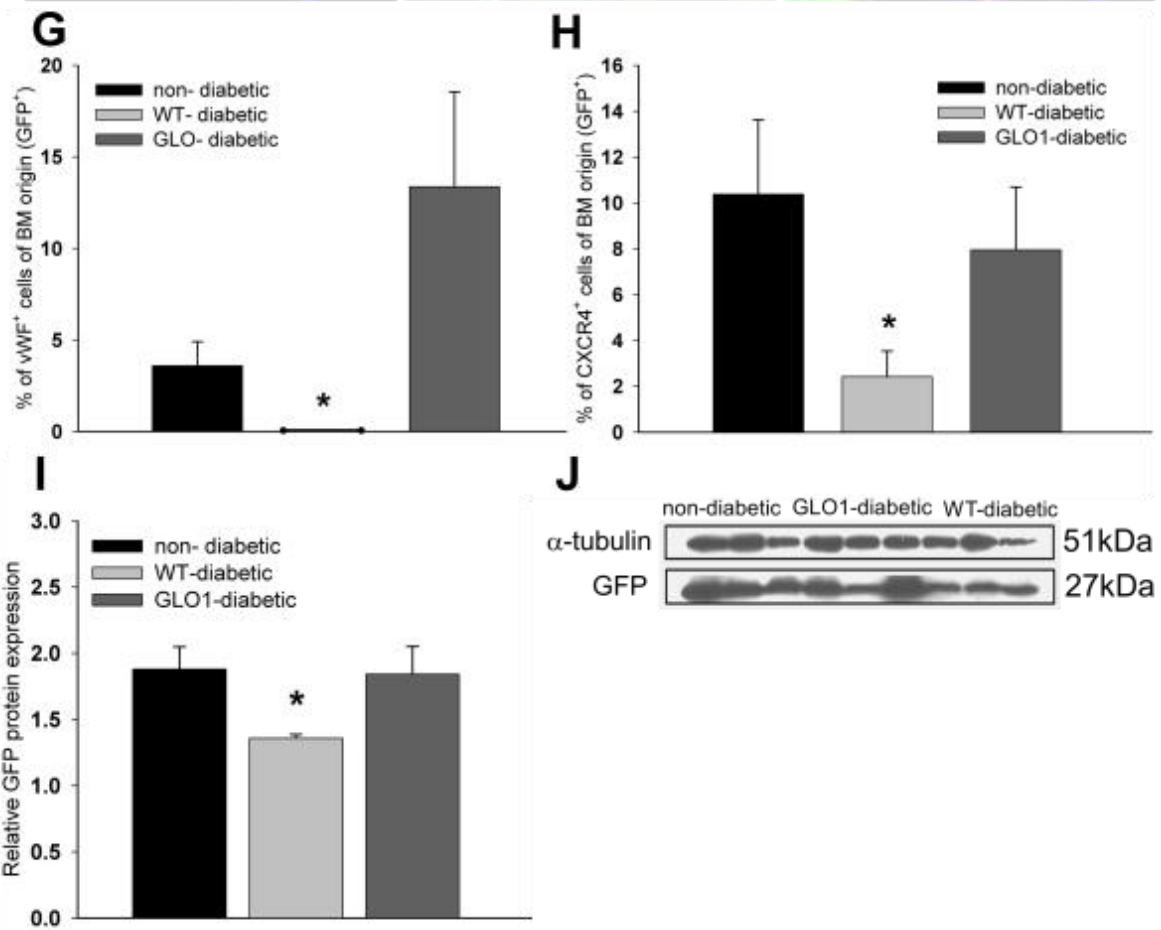 G
20
15
10
5
0
% of vWF⁺ cells of BM origin (GFP⁺)
non- diabetic
WT- diabetic
GLO- diabetic
*
H
16
14
12
10
8
6
4
2
0
% of CXCR4⁺ cells of BM origin (GFP⁺)
non-diabetic
WT-diabetic
GLO1-diabetic
*
I
3.0
2.5
2.0
1.5
1.0
0.5
0.0
Relative GFP protein expression
non- diabetic
WT-diabetic
GLO1-diabetic
*
J
non-diabetic GLO1-diabetic WT-diabetic
α-tubulin 51kDa
GFP 27kDa